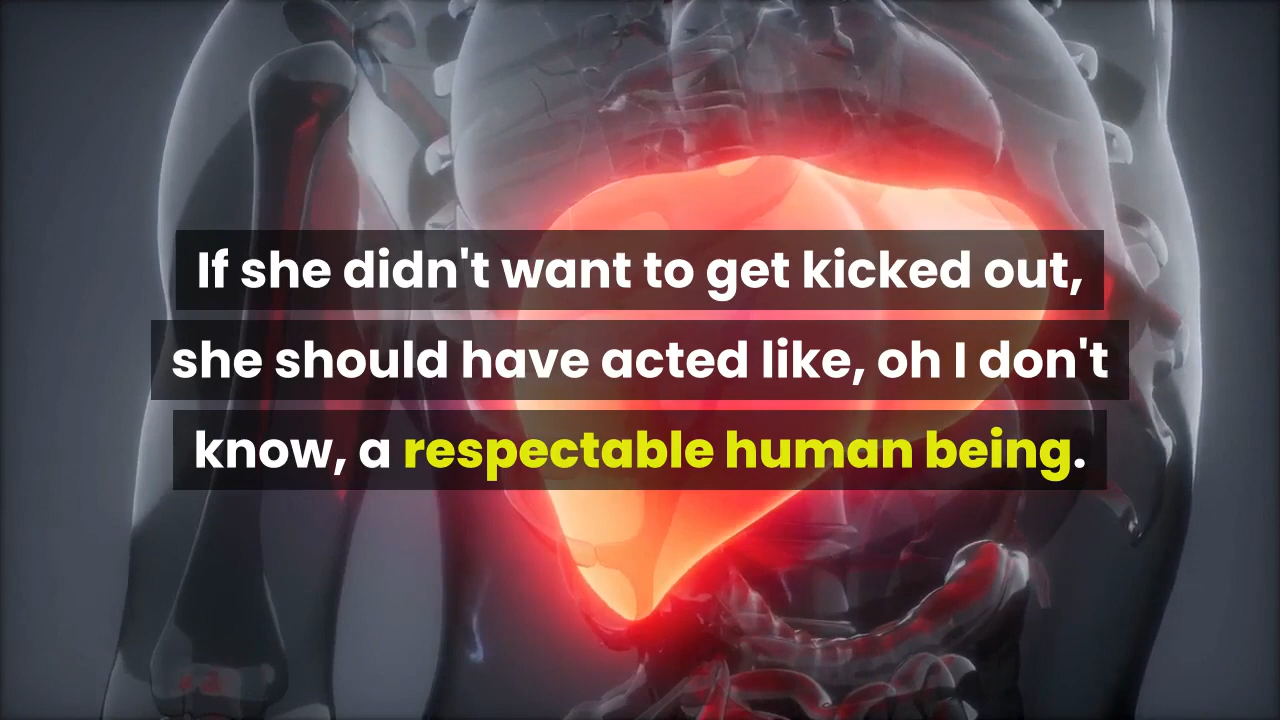 If she didn't want to get kicked out,
she should have acted like, oh I don't
know, a respectable human being.